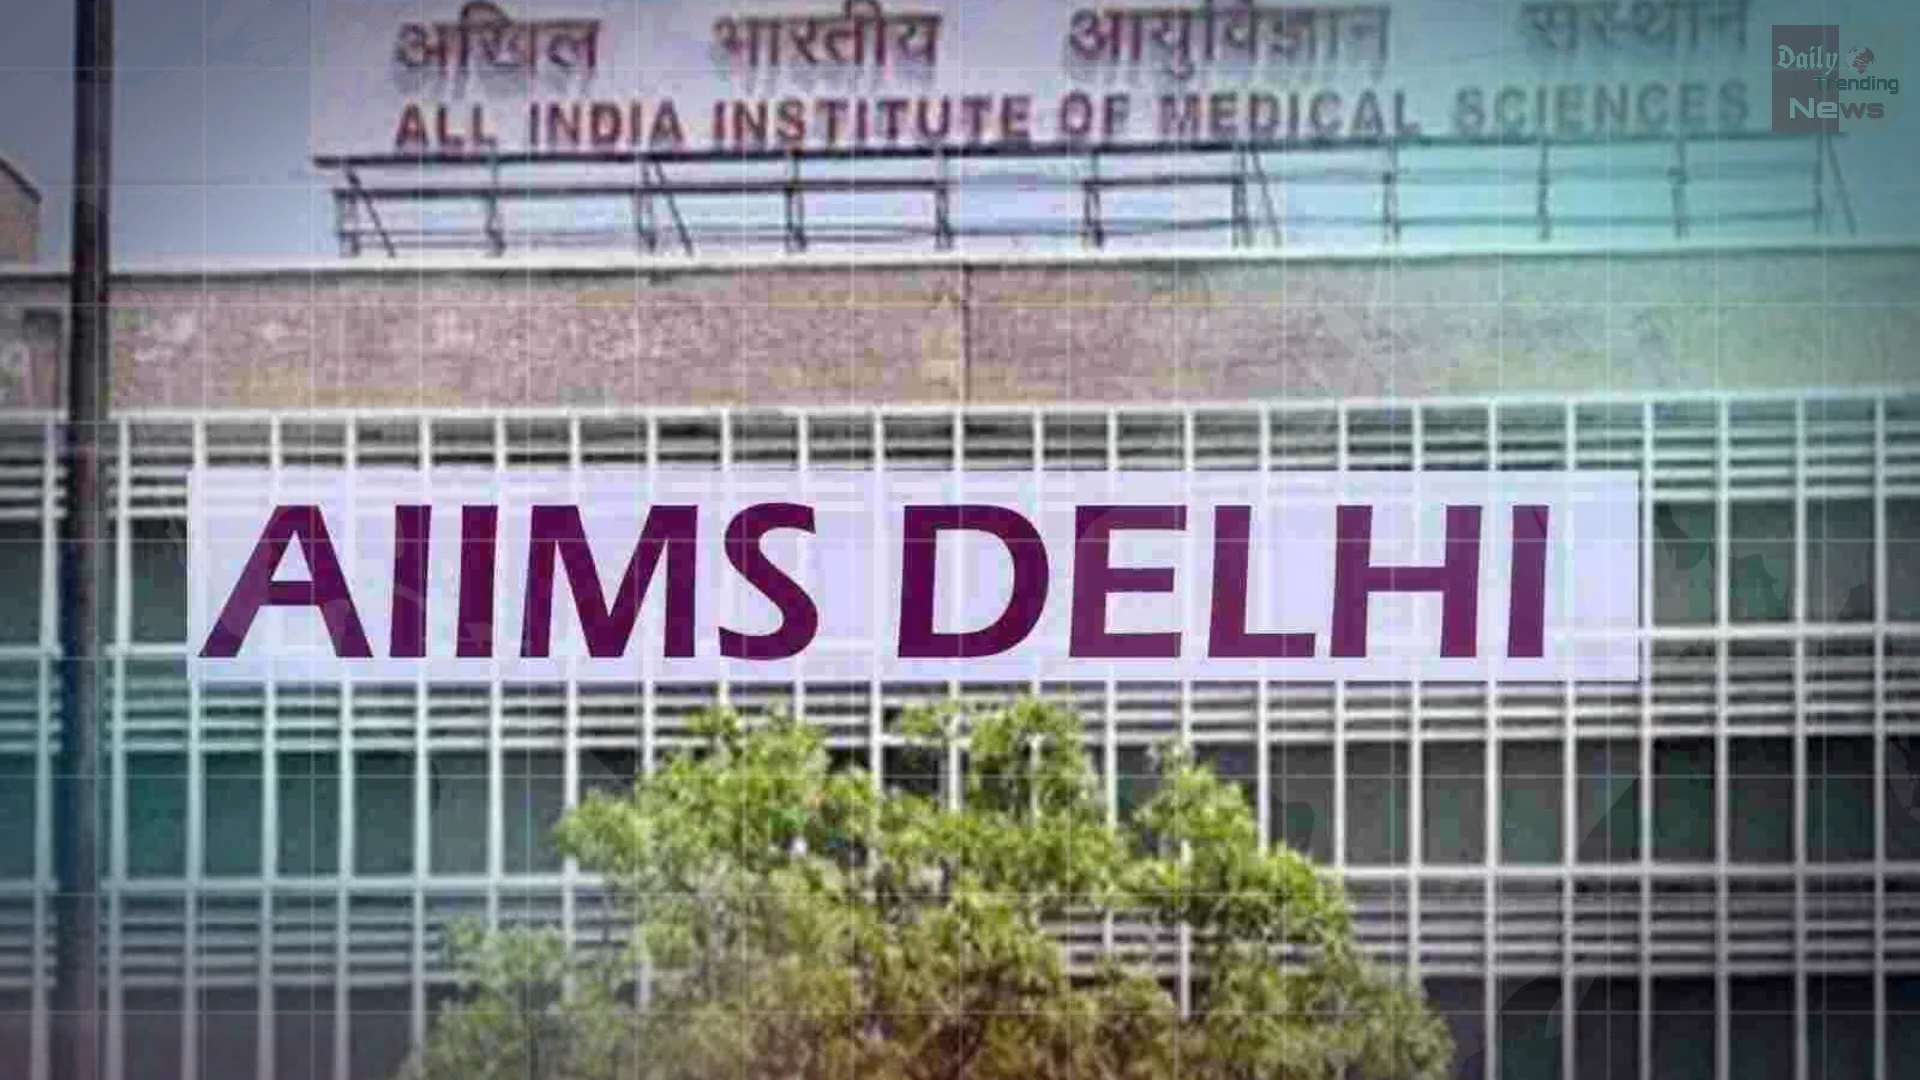 अखिल भारतीय आयुर्विज्ञान संस्थान
ALL INDIA INSTITUTE OF MEDICAL SCIENCES
Daily
Trending
News
AIIMS DELHI